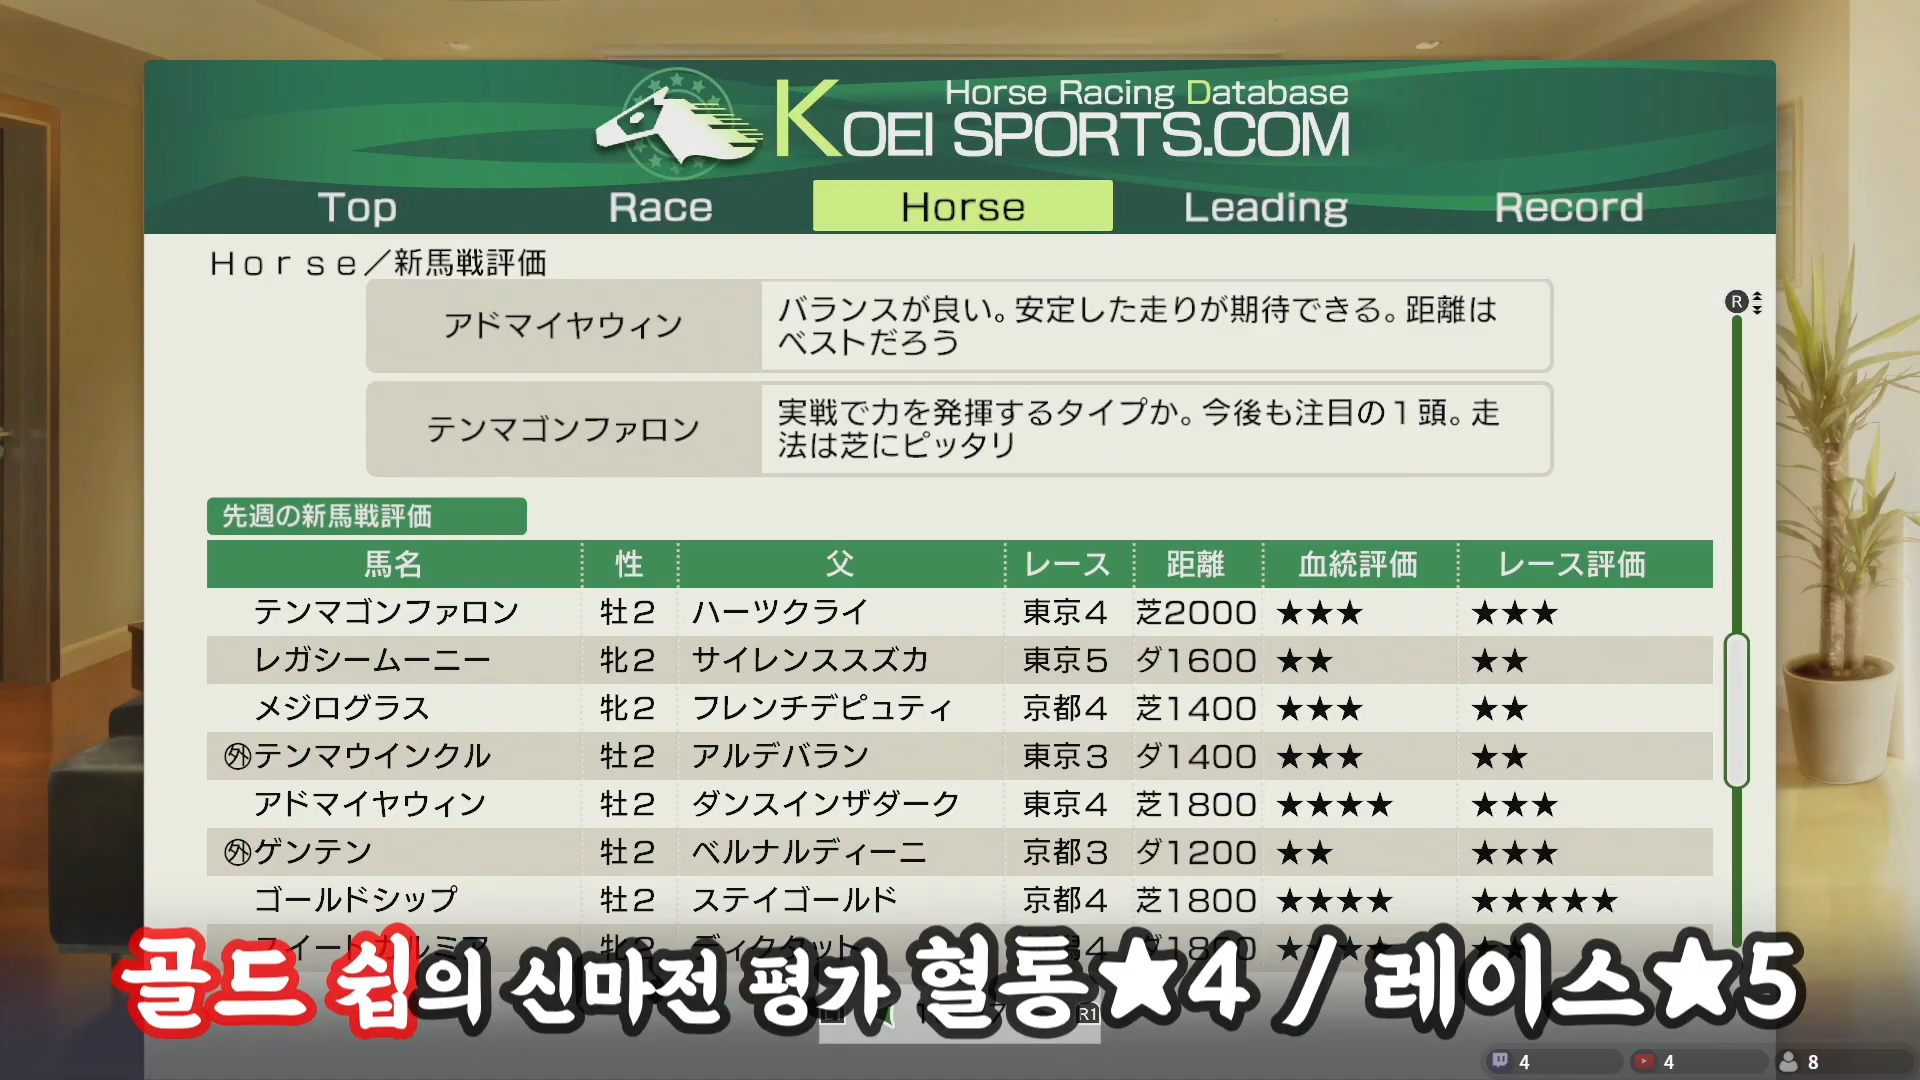 Horse Racing Database
KOEI SPORTS.COM
Top Race Horse Leading Record
Horse／新馬戦評価
R
アドマイヤウィン
バランスが良い。安定した走りが期待できる。距離は
ベストだろう
テンマゴンファロン
実戦で力を発揮するタイプか。今後も注目の１頭。走
法は芝にピッタリ
先週の新馬戦評価
馬名 性 父 レース 距離 血統評価 レース評価
テンマゴンファロン 牡2 ハーツクライ 東京4 芝2000 ★★★ ★★★
レガシームーニー 牝2 サイレンススズカ 東京5 ダ1600 ★★ ★★
メジログラス 牝2 フレンチデピュティ 京都4 芝1400 ★★★ ★★
㊕テンマウインクル 牡2 アルデバラン 東京3 ダ1400 ★★★ ★★
アドマイヤウィン 牡2 ダンスインザダーク 東京4 芝1800 ★★★★ ★★★
外ゲンテン 牡2 ベルナルディーニ 京都3 ダ1200 ★★ ★★★
ゴールドシップ 牡2 ステイゴールド 京都4 芝1800 ★★★★ ★★★★★
골드 쉽의 신마전 평가 혈통★4 / 레이스★5
R1
4 4 8